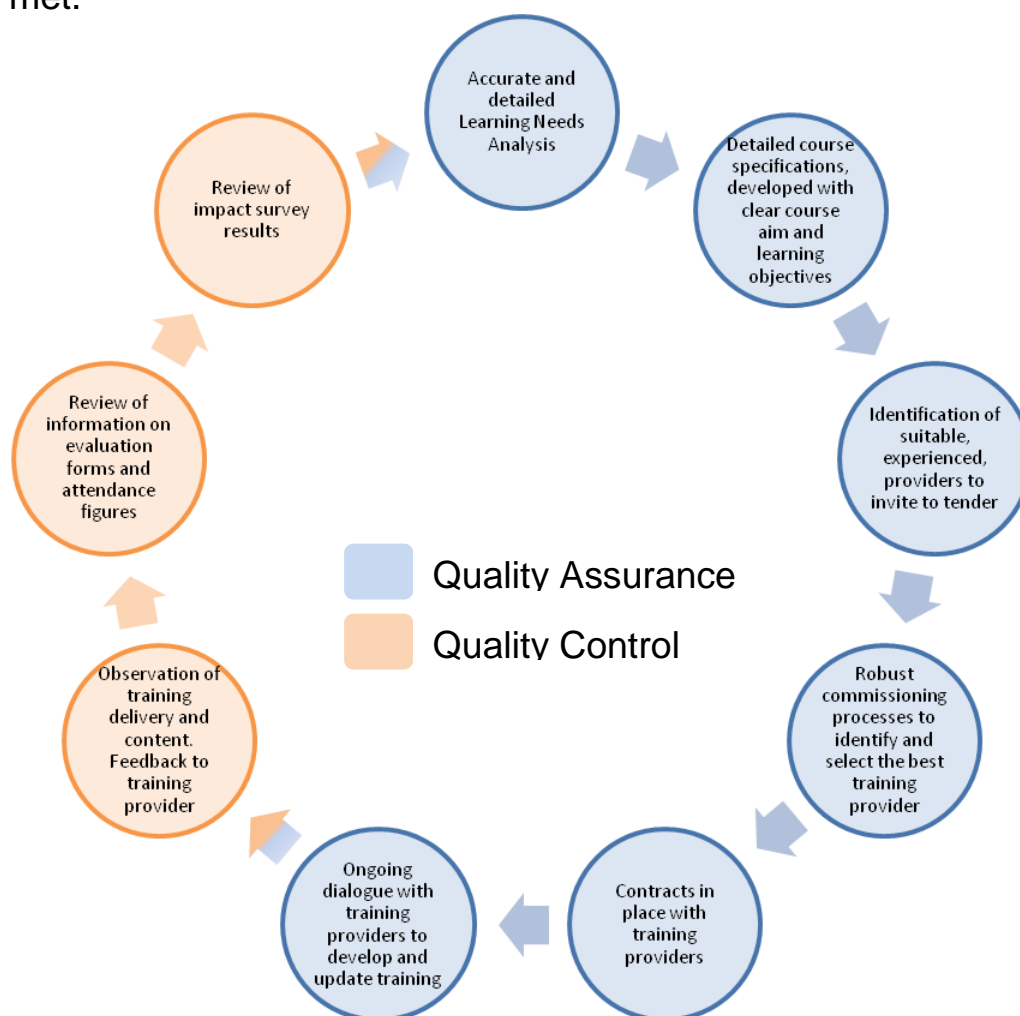 met.
Accurate and
detailed
Learning Needs
Analysis
Detailed course
specifications,
developed with
clear course
aim and
learning
objectives
Identification of
suitable,
experienced,
providers to
invite to tender
Robust
commissioning
processes to
identify and
select the best
training
provider
Contracts in
place with
training
providers
Ongoing
dialogue with
training
providers to
develop and
update training
Observation of
training
delivery and
content.
Feedback to
training
provider
Review of
information on
evaluation
forms and
attendance
figures
Review of
impact survey
results
Quality Assurance
Quality Control